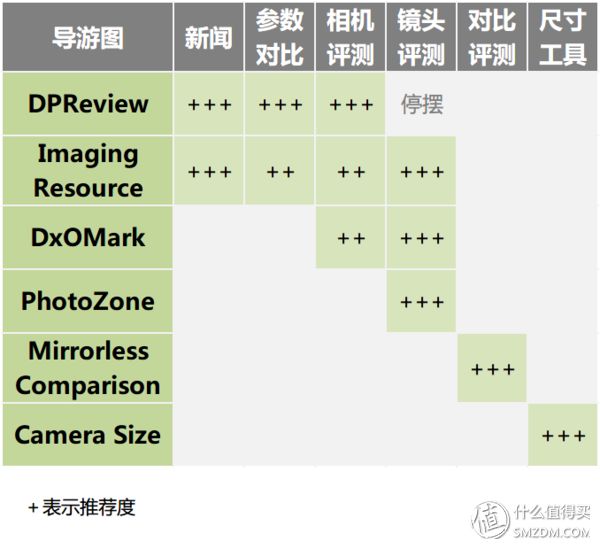 导游图 新闻 参数对比 相机评测 镜头评测 对比评测 尺寸工具
DPReview +++ +++ +++ 停摆
Imaging Resource +++ ++ ++ +++
DxOMark ++ +++
PhotoZone +++
Mirrorless Comparison +++
Camera Size +++
+表示推荐度
值 什么值得买
SMZDM.COM